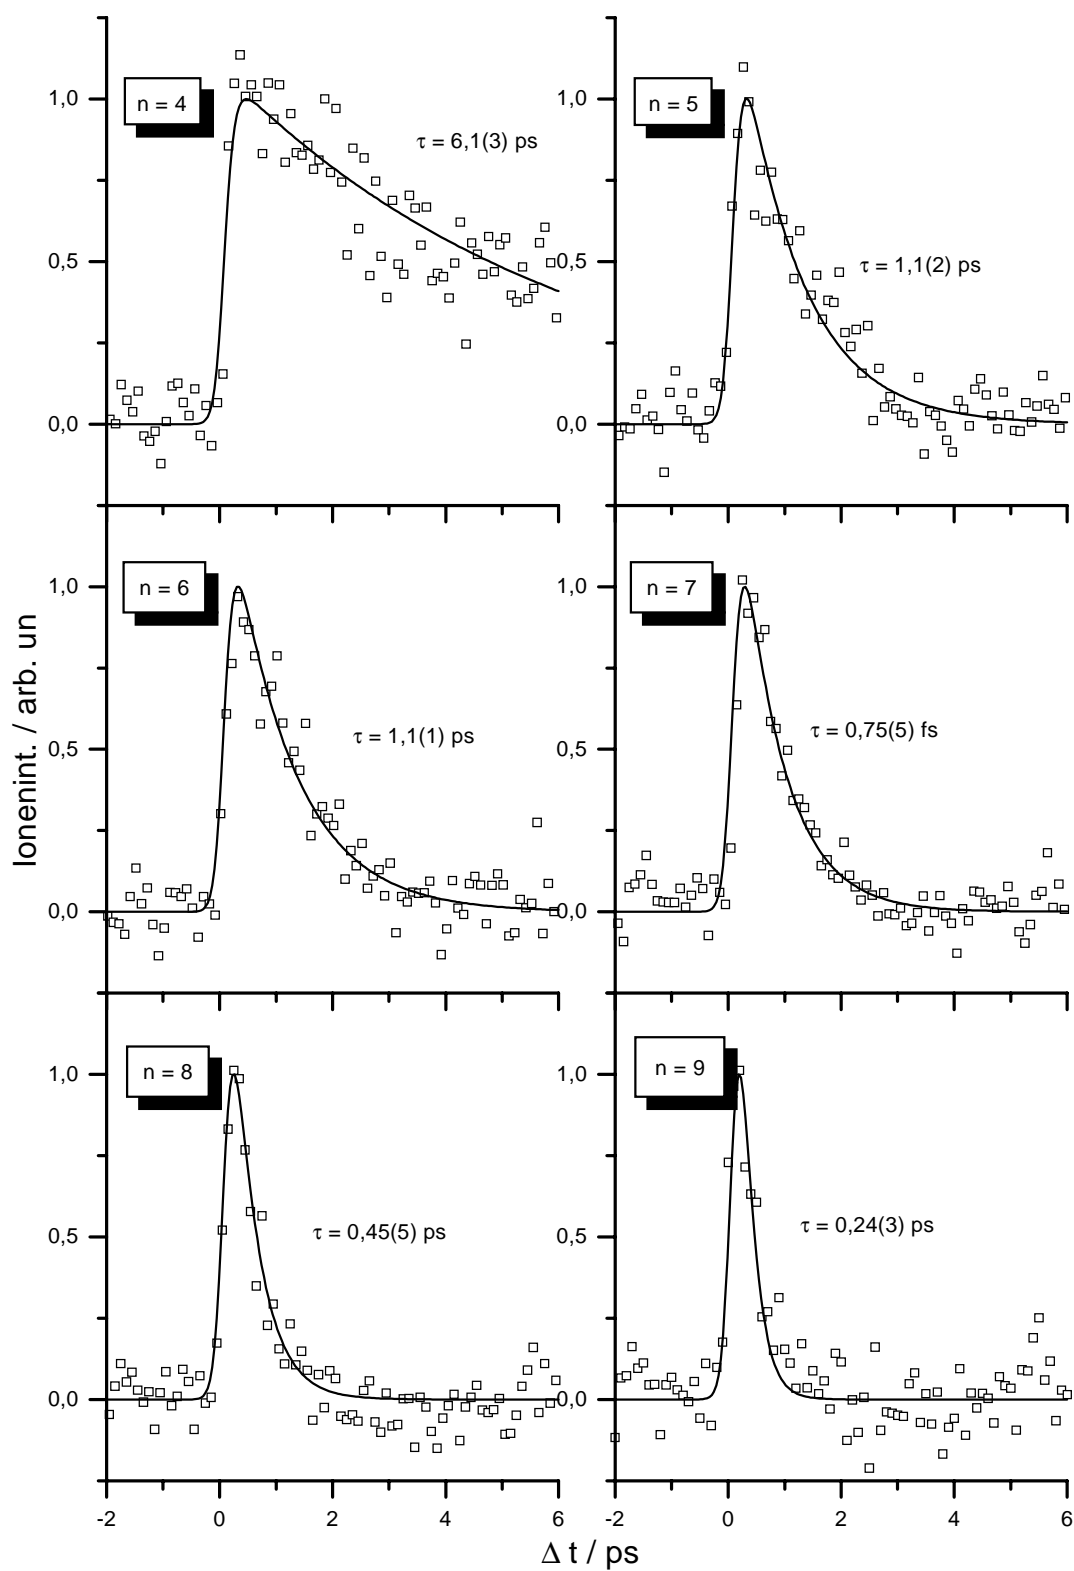 n = 4
1,0
τ = 6,1(3) ps
0,5
0,0
n = 5
1,0
τ = 1,1(2) ps
0,5
0,0
Ionenint. / arb. un
n = 6
1,0
τ = 1,1(1) ps
0,5
0,0
n = 7
1,0
τ = 0,75(5) fs
0,5
0,0
n = 8
1,0
τ = 0,45(5) ps
0,5
0,0
-2 0 2 4 6
n = 9
1,0
τ = 0,24(3) ps
0,5
0,0
-2 0 2 4 6
Δ t / ps